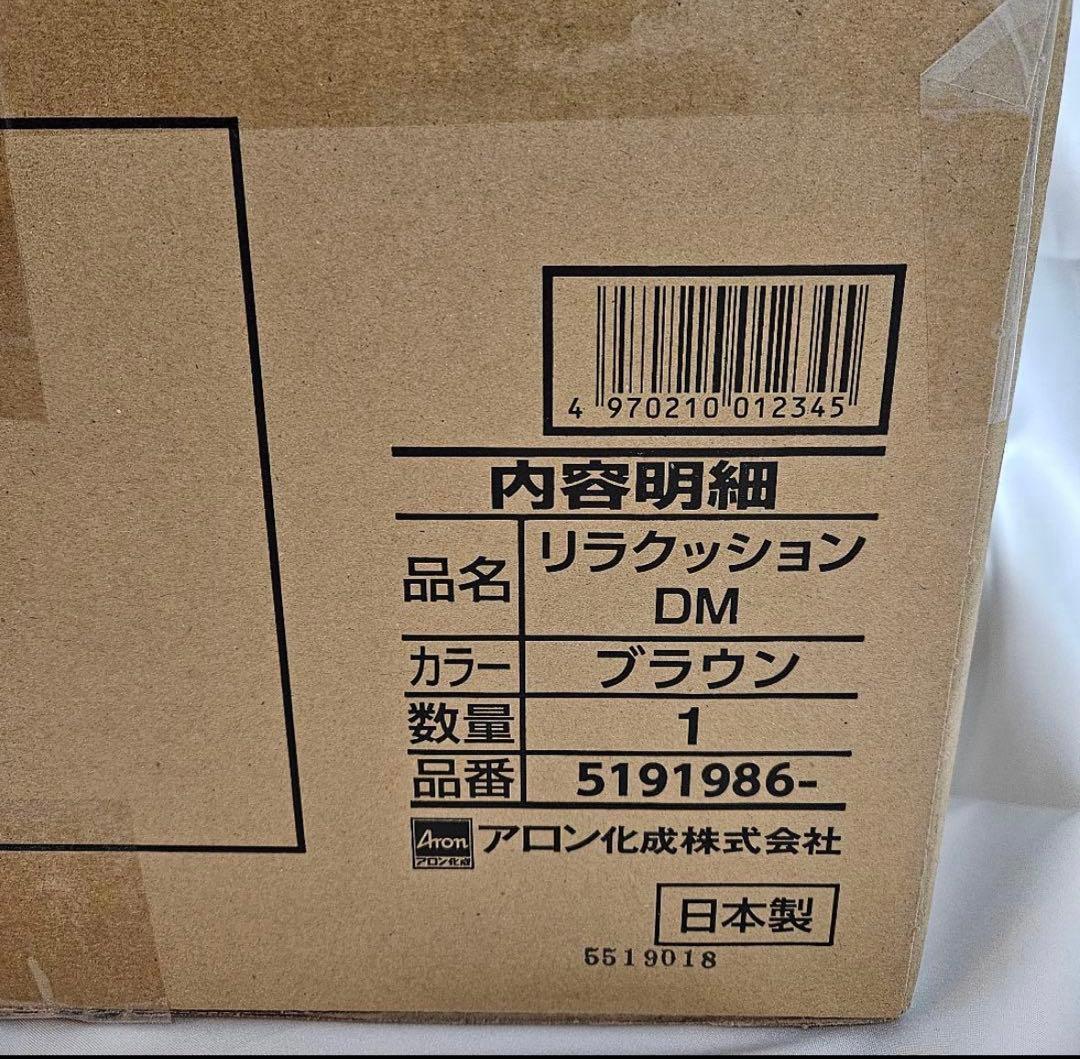 4 970210 012345
内容明細
品名 リラクッション
DM
カラー ブラウン
数量 1
品番 5191986-
Aron アロン化成株式会社
アロン化成
日本製
5519018